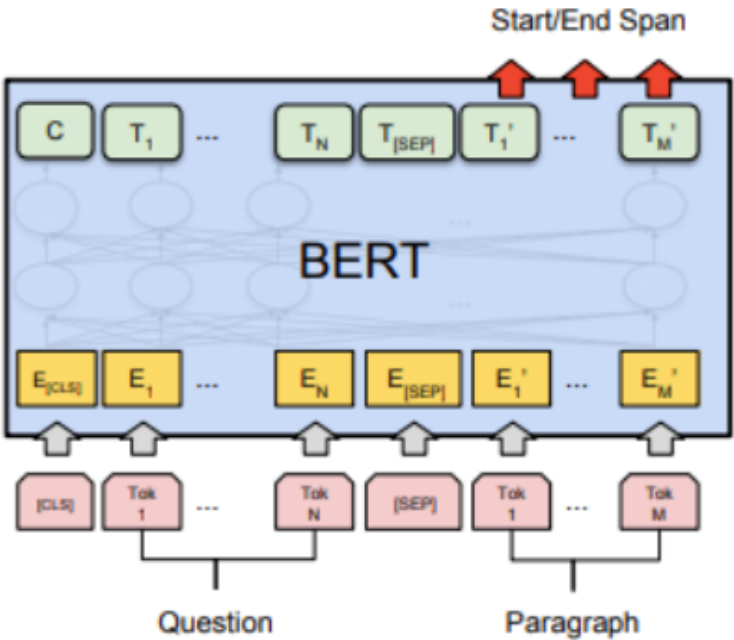 Start/End Span
C T1 ... TN T[SEP] T1' ... TM'
...
BERT
...
E[CLS] E1 ... EN E[SEP] E1' ... EM'
[CLS] Tok 1 ... Tok N [SEP] Tok 1 ... Tok M
Question Paragraph